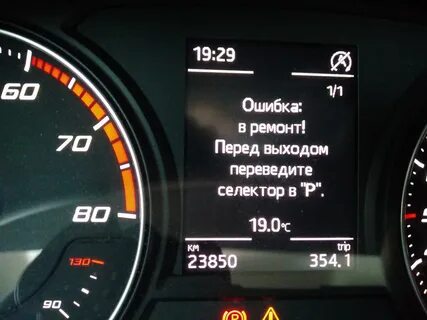 19:29
1/1
Ошибка:
в ремонт!
Перед выходом
переведите
селектор в "P".
19.0°C
KM trip
23850 354.1
60
70
80
130
90
P